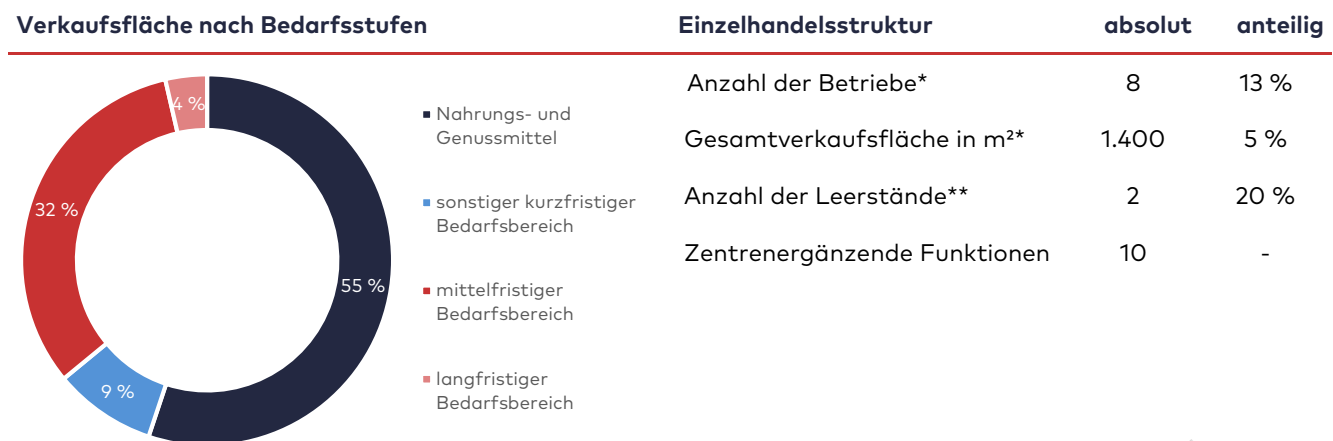 Verkaufsfläche nach Bedarfsstufen
4 %
32 %
55 %
9 %
Nahrungs- und
Genussmittel
sonstiger kurzfristiger
Bedarfsbereich
mittelfristiger
Bedarfsbereich
langfristiger
Bedarfsbereich
Einzelhandelsstruktur absolut anteilig
Anzahl der Betriebe* 8 13 %
Gesamtverkaufsfläche in m²* 1.400 5 %
Anzahl der Leerstände** 2 20 %
Zentrenergänzende Funktionen 10 -